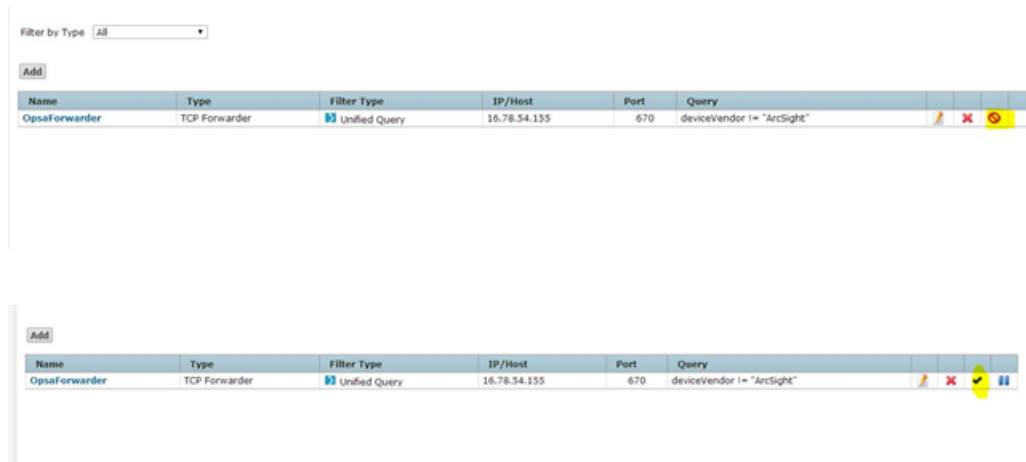 Filter by Type All
Add
Name Type Filter Type IP/Host Port Query
OpsaForwarder TCP Forwarder Unified Query 16.78.54.155 670 deviceVendor != "ArcSight"
Add
Name Type Filter Type IP/Host Port Query
OpsaForwarder TCP Forwarder Unified Query 16.78.54.155 670 deviceVendor != "ArcSight"